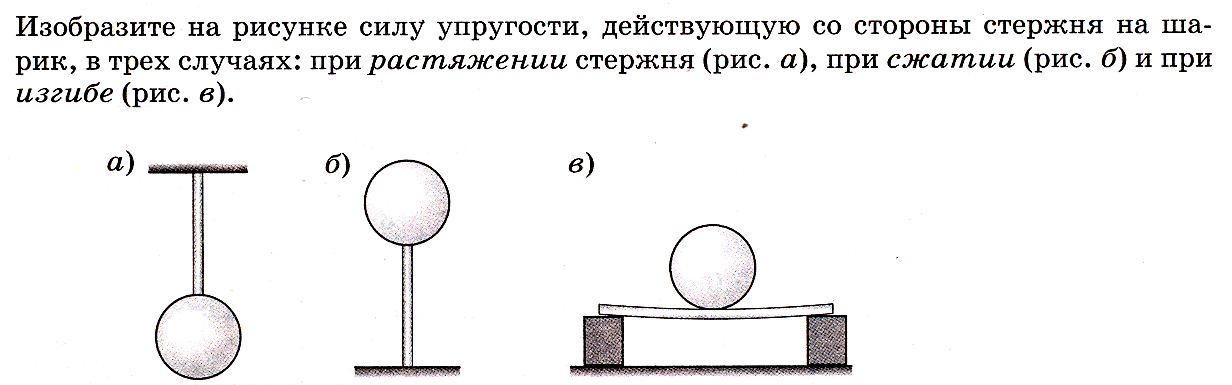 Изобразите на рисунке силу упругости, действующую со стороны стержня на ша-
рик, в трех случаях: при растяжении стержня (рис. а), при сжатии (рис. б) и при
изгибе (рис. в).
а) б) в)